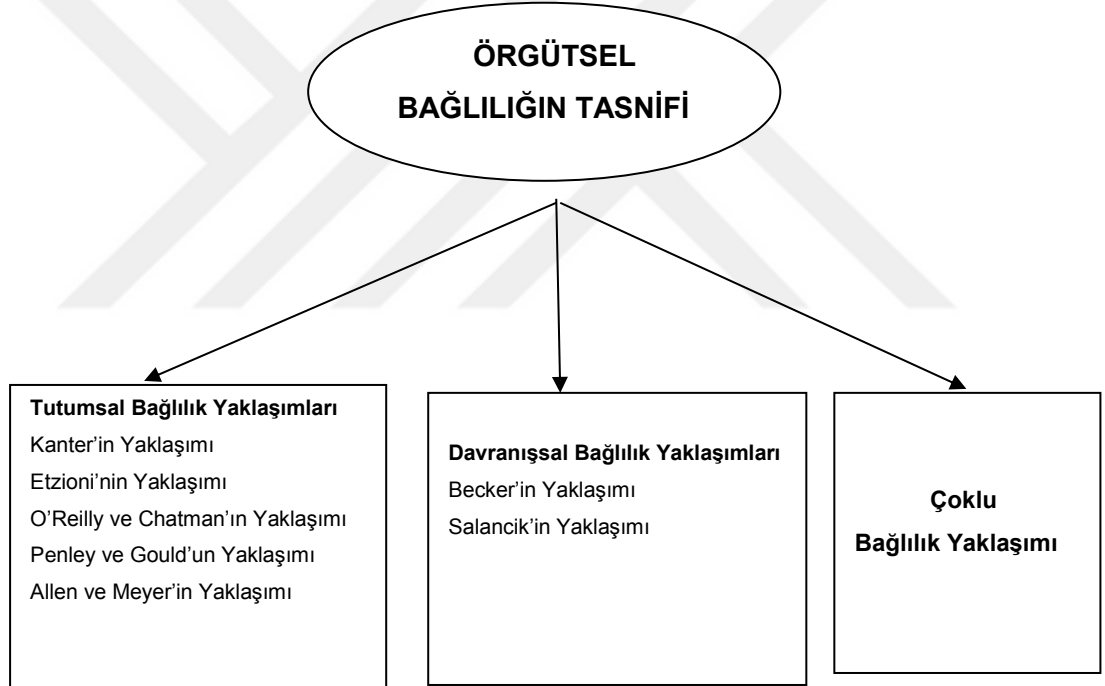 ÖRGÜTSEL
BAĞLILIĞIN TASNİFİ
Tutumsal Bağlılık Yaklaşımları
Kanter’in Yaklaşımı
Etzioni’nin Yaklaşımı
O’Reilly ve Chatman’ın Yaklaşımı
Penley ve Gould’un Yaklaşımı
Allen ve Meyer’in Yaklaşımı
Davranışsal Bağlılık Yaklaşımları
Becker’in Yaklaşımı
Salancik’in Yaklaşımı
Çoklu
Bağlılık Yaklaşımı